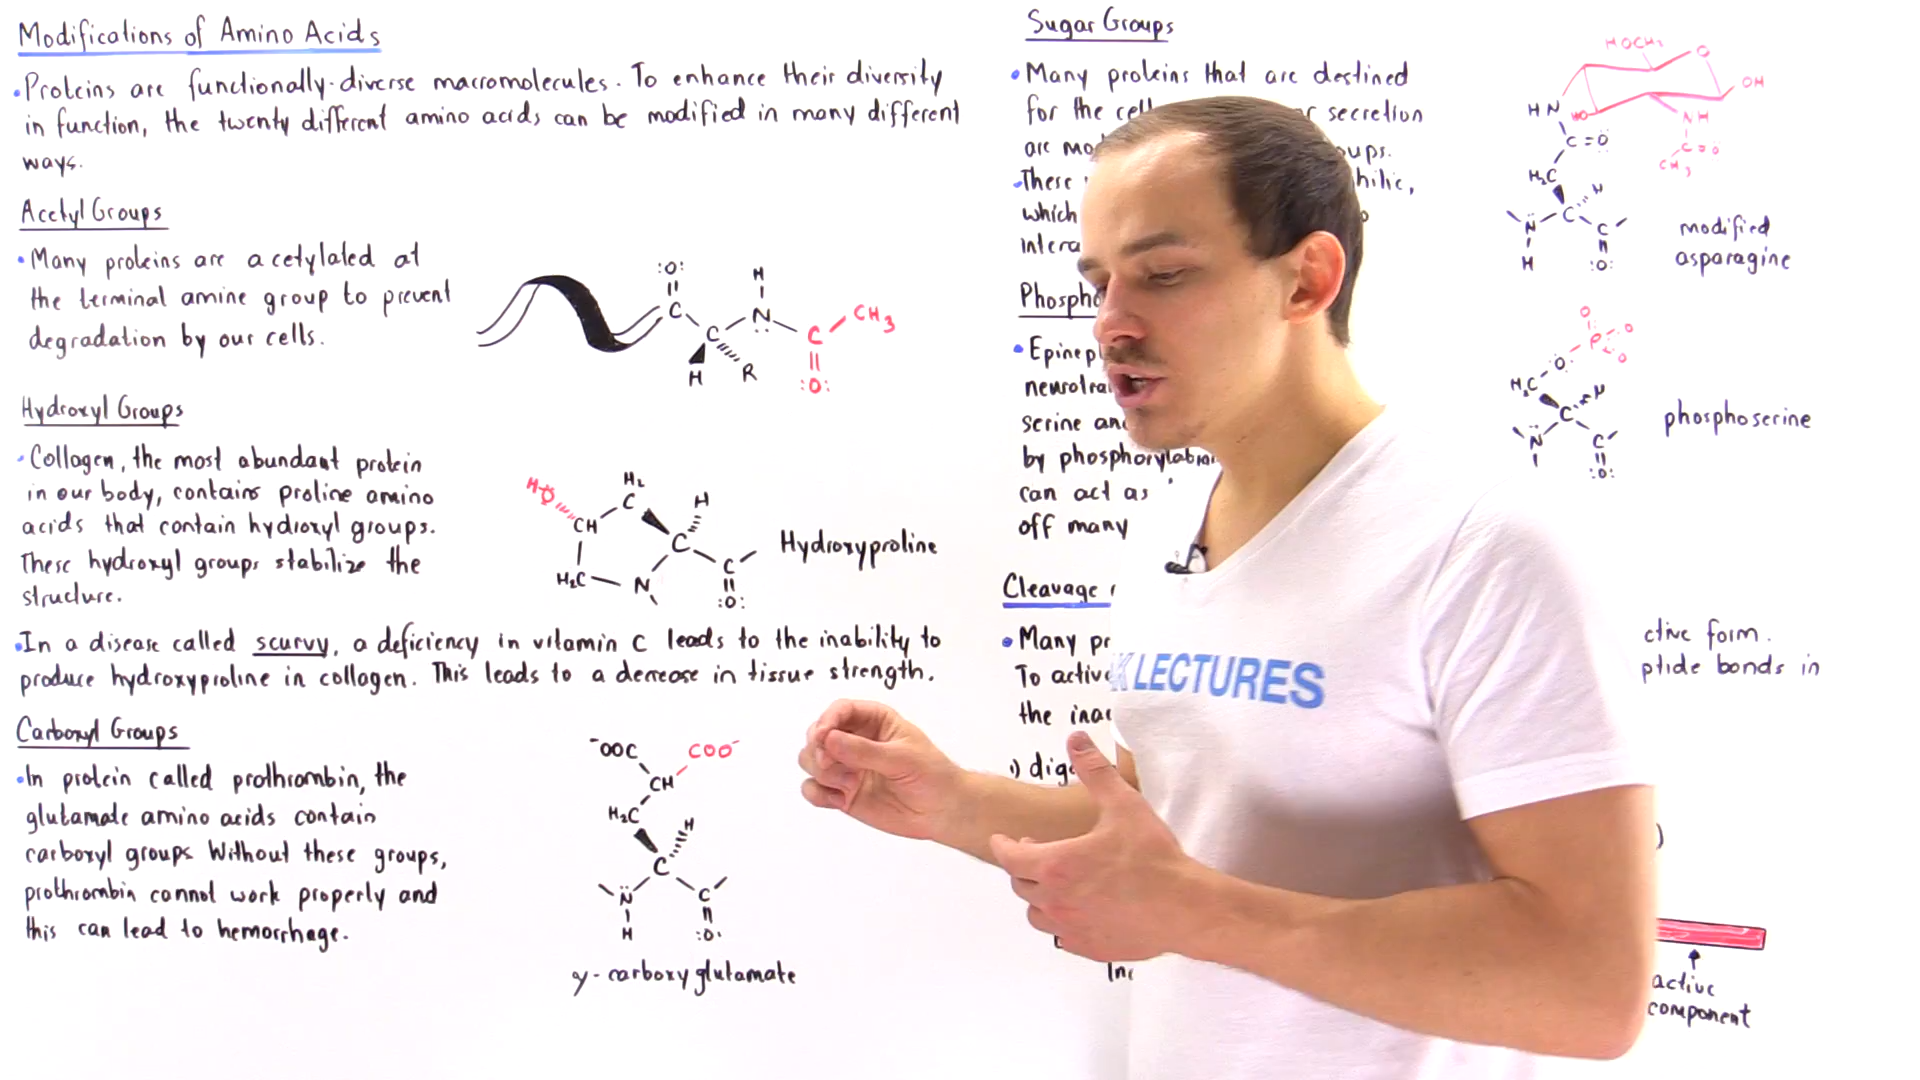 Modifications of Amino Acids
•Proteins are functionally-diverse macromolecules. To enhance their diversity
in function, the twenty different amino acids can be modified in many different
ways.
Acetyl Groups
•Many proteins are acetylated at
the terminal amine group to prevent
degradation by our cells.
:O:
C
C
H
R
H
N
C
CH3
:O:
Hydroxyl Groups
•Collagen, the most abundant protein
in our body, contains proline amino
acids that contain hydroxyl groups.
These hydroxyl groups stabilize the
structure.
HO
CH
H2
C
H
C
H2C
N
C
:O:
Hydroxyproline
•In a disease called scurvy, a deficiency in vitamin C leads to the inability to
produce hydroxyproline in collagen. This leads to a decrease in tissue strength.
Carboxyl Groups
•In protein called prothrombin, the
glutamate amino acids contain
carboxyl groups. Without these groups,
prothrombin cannot work properly and
this can lead to hemorrhage.
-OOC
COO-
CH
H2C
H
C
N
H
C
:O:
γ-carboxyglutamate
Sugar Groups
•Many proteins that are destined
for the cell secretion
are
•These
which
Phospho
•Epinep
serine an
by phosphorylation
can act as
off many
Cleavage
•Many pr
To activ
the inac
1) dig
HOCH2
O
OH
HN
HO
NH
C=O
C=O
CH3
H2C
H
C
N
H
C
:O:
modified
asparagine
O
P
O
O
O
H2C
H
C
N
C
:O:
phosphoserine
ctive form.
ptide bonds in
LECTURES
active
component